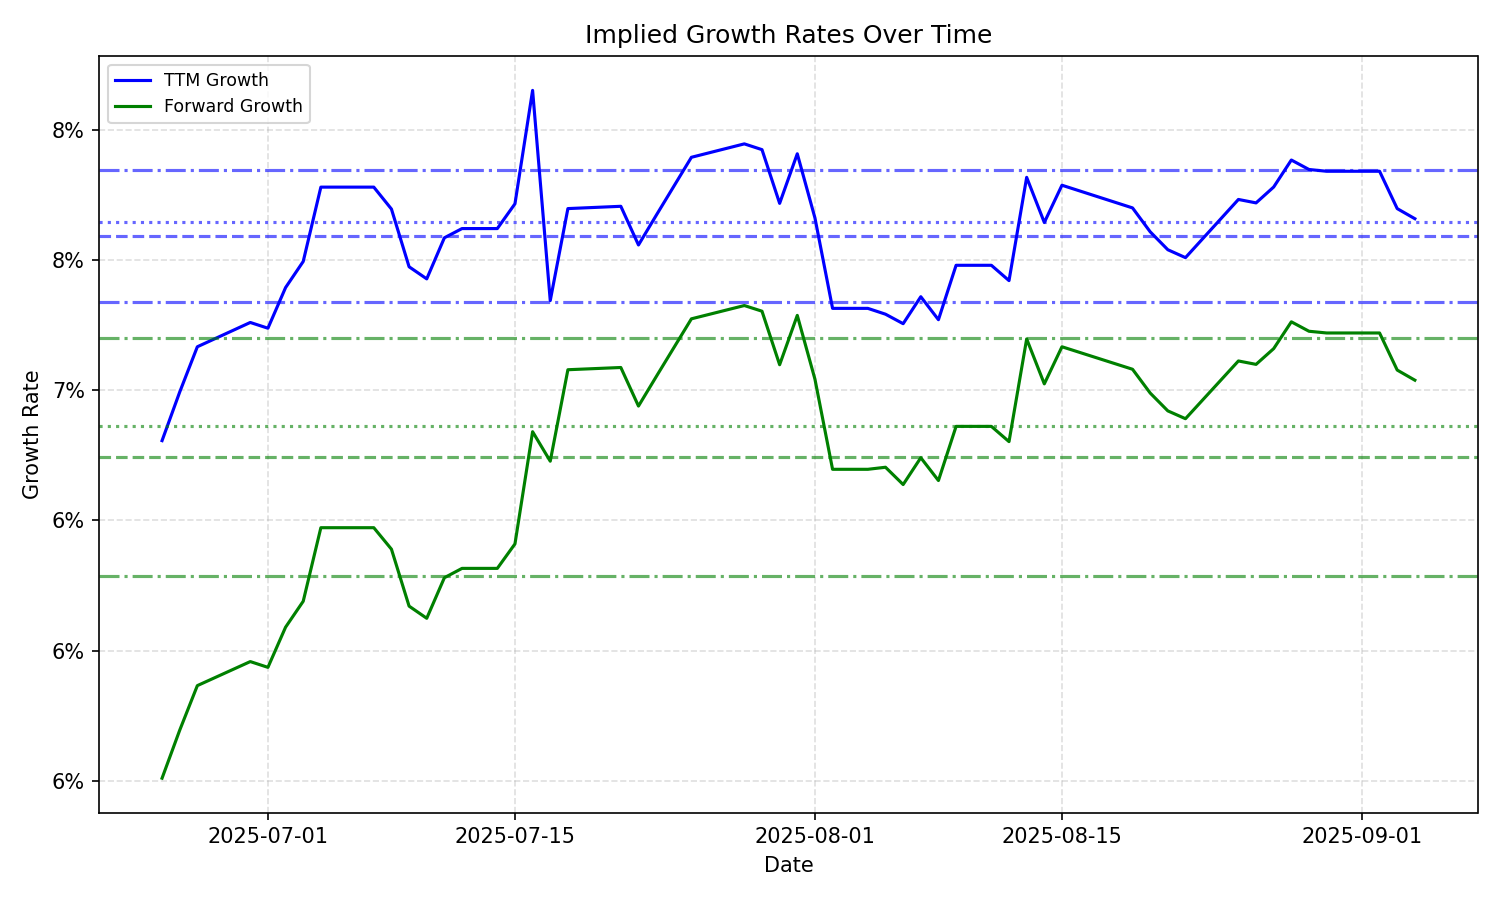 Implied Growth Rates Over Time
TTM Growth
Forward Growth
8%
8%
7%
6%
6%
6%
Growth Rate
2025-07-01
2025-07-15
2025-08-01
2025-08-15
2025-09-01
Date